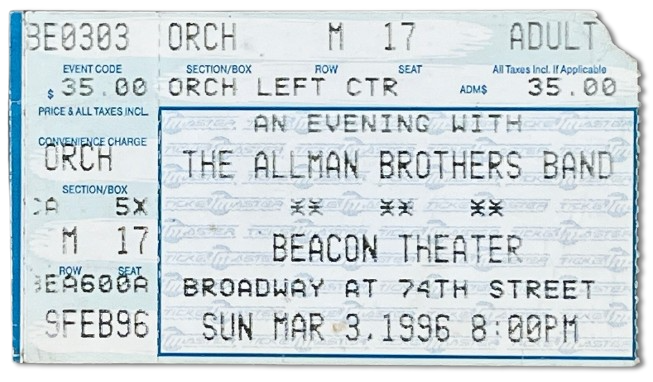 BE0303 ORCH M 17 ADULT
EVENT CODE SECTION/BOX ROW SEAT All Taxes Incl. If Applicable
$ 35.00 ORCH LEFT CTR ADM$ 35.00
PRICE & ALL TAXES INCL.
AN EVENING WITH
CONVENIENCE CHARGE
ORCH THE ALLMAN BROTHERS BAND
SECTION/BOX
CA 5X ** ** **
M 17 BEACON THEATER
ROW SEAT
BEA600A BROADWAY AT 74TH STREET
9FEB96 SUN MAR 3,1996 8:00PM